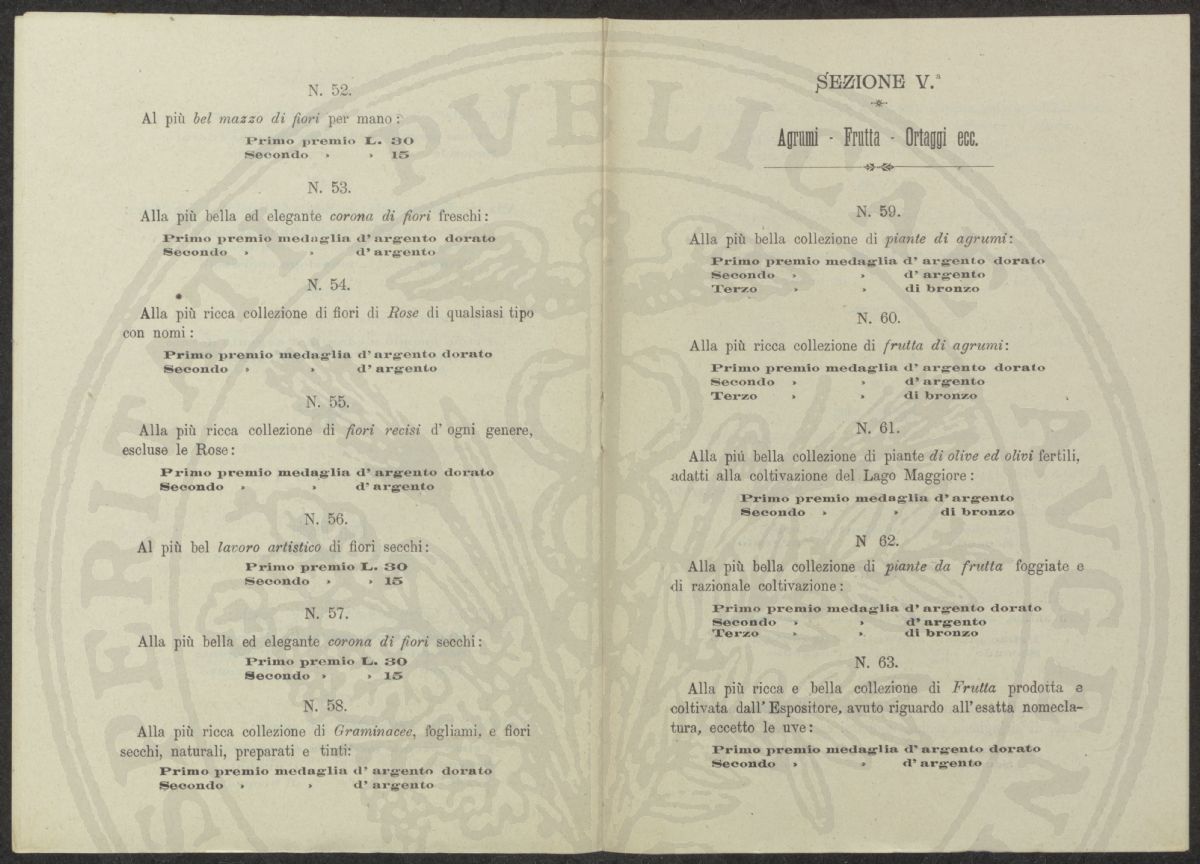 N. 52.
Al più bel mazzo di fiori per mano:
Primo premio L. 30
Secondo » » 15
N. 53.
Alla più bella ed elegante corona di fiori freschi:
Primo premio medaglia d'argento dorato
Secondo » » d'argento
N. 54.
Alla più ricca collezione di fiori di Rose di qualsiasi tipo
con nomi:
Primo premio medaglia d'argento dorato
Secondo » » d'argento
N. 55.
Alla più ricca collezione di fiori recisi d'ogni genere,
escluse le Rose:
Primo premio medaglia d'argento dorato
Secondo » » d'argento
N. 56.
Al più bel lavoro artistico di fiori secchi:
Primo premio L. 30
Secondo » » 15
N. 57.
Alla più bella ed elegante corona di fiori secchi:
Primo premio L. 30
Secondo » » 15
N. 58.
Alla più ricca collezione di Graminacee, fogliami, e fiori
secchi, naturali, preparati e tinti:
Primo premio medaglia d'argento dorato
Secondo » » d'argento
SEZIONE V.ª
Agrumi - Frutta - Ortaggi ecc.
N. 59.
Alla più bella collezione di piante di agrumi:
Primo premio medaglia d'argento dorato
Secondo » » d'argento
Terzo » » di bronzo
N. 60.
Alla più ricca collezione di frutta di agrumi:
Primo premio medaglia d'argento dorato
Secondo » » d'argento
Terzo » » di bronzo
N. 61.
Alla piú bella collezione di piante di olive ed olivi fertili,
adatti alla coltivazione del Lago Maggiore:
Primo premio medaglia d'argento
Secondo » » di bronzo
N 62.
Alla più bella collezione di piante da frutta foggiate e
di razionale coltivazione:
Primo premio medaglia d'argento dorato
Secondo » » d'argento
Terzo » » di bronzo
N. 63.
Alla più ricca e bella collezione di Frutta prodotta e
coltivata dall'Espositore, avuto riguardo all'esatta nomecla-
tura, eccetto le uve:
Primo premio medaglia d'argento dorato
Secondo » » d'argento